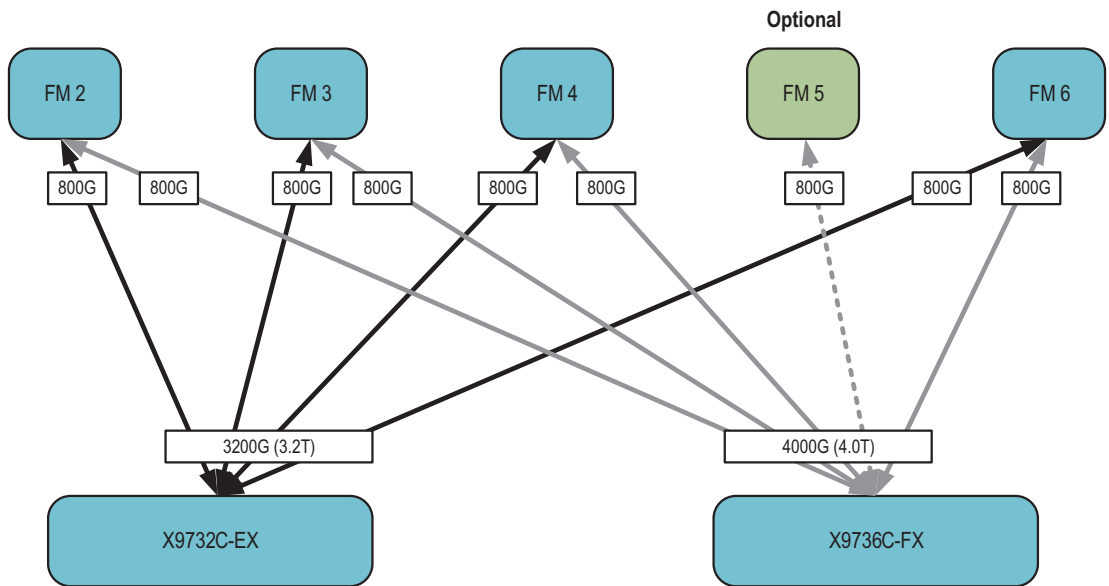 Optional
FM 2
FM 3
FM 4
FM 5
FM 6
800G
800G
800G
800G
800G
800G
800G
800G
800G
3200G (3.2T)
4000G (4.0T)
X9732C-EX
X9736C-FX